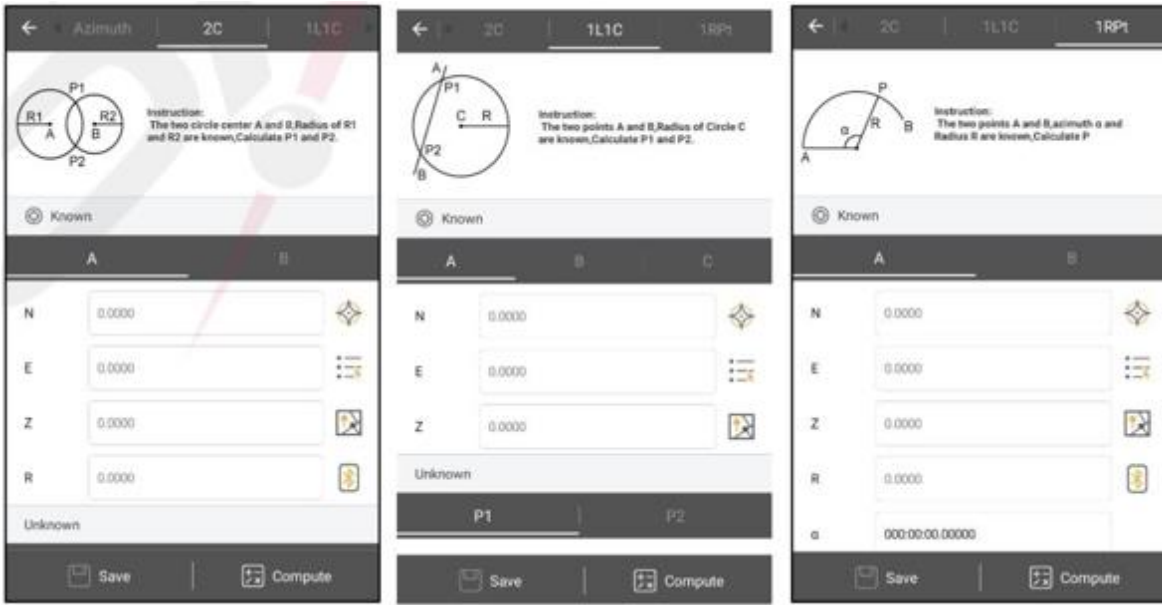 Azimuth 2C 1L1C
R1 A P1 P2 R2 B
Instruction:
The two circle center A and B,Radius of R1
and R2 are known,Calculate P1 and P2.
Known
A B
N 0.0000
E 0.0000
Z 0.0000
R 0.0000
Unknown
Save Compute
2C 1L1C 1RPt
A P1 C R P2 B
Instruction:
The two points A and B,Radius of Circle C
are known,Calculate P1 and P2.
Known
A B C
N 0.0000
E 0.0000
Z 0.0000
Unknown
P1 P2
Save Compute
2C 1L1C 1RPt
A α P R B
Instruction:
The two points A and B,azimuth α and
Radius R are known,Calculate P
Known
A B
N 0.0000
E 0.0000
Z 0.0000
R 0.0000
α 000:00:00.00000
Save Compute